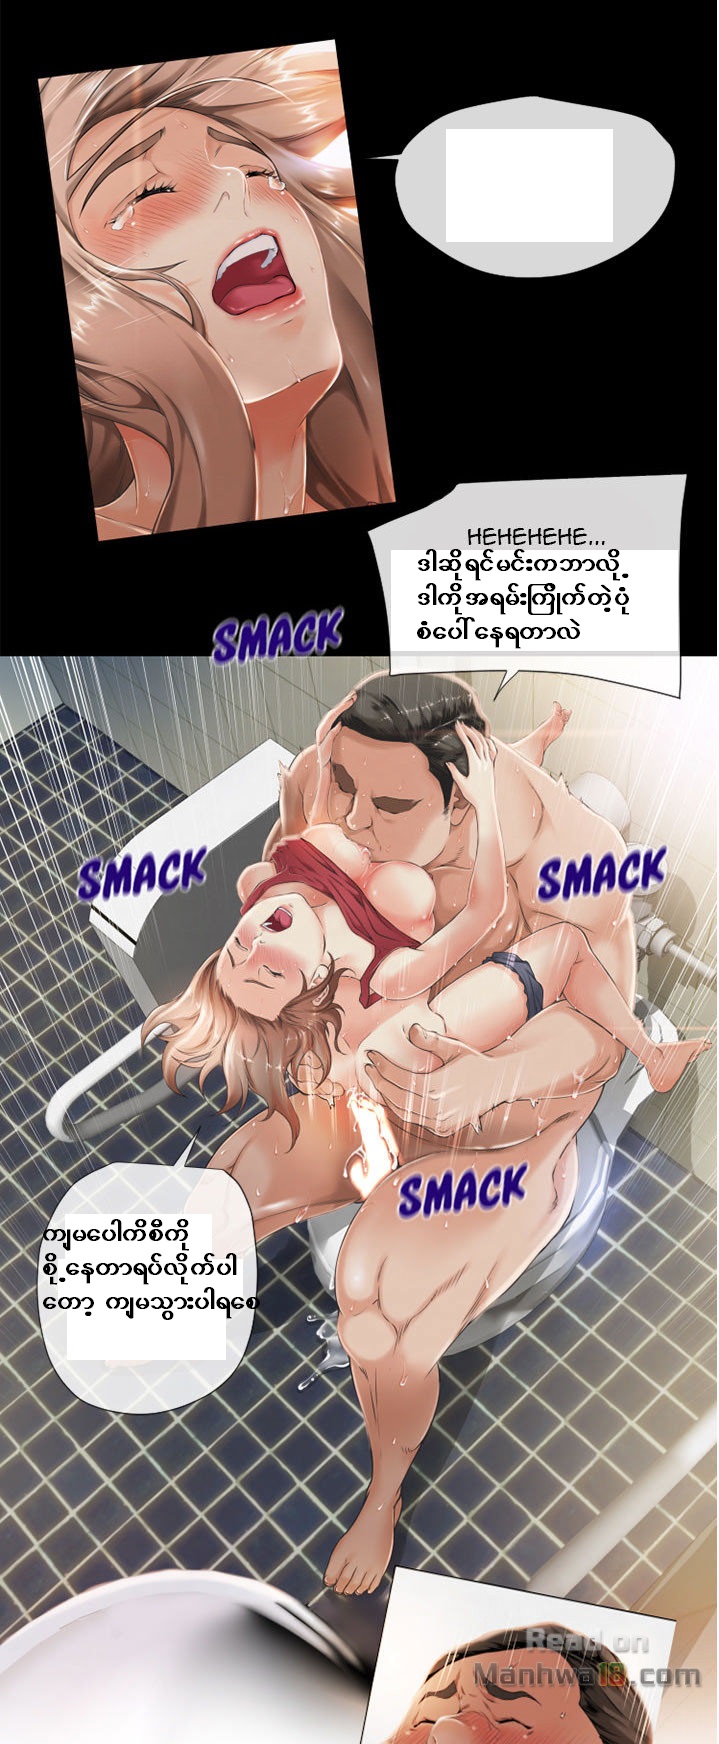 HEHEHEHE...
ဒါဆိုရင်မင်းကဘာလို့
ဒါကိုအရမ်းကြိုက်တဲ့ပုံ
စံပေါ်နေရတာလဲ
SMACK
SMACK
SMACK
SMACK
ကျမပေါကိစီကို
စို့နေတာရပ်လိုက်ပါ
တော့ ကျမသွားပါရစေ
Read on
Manhwa18.com